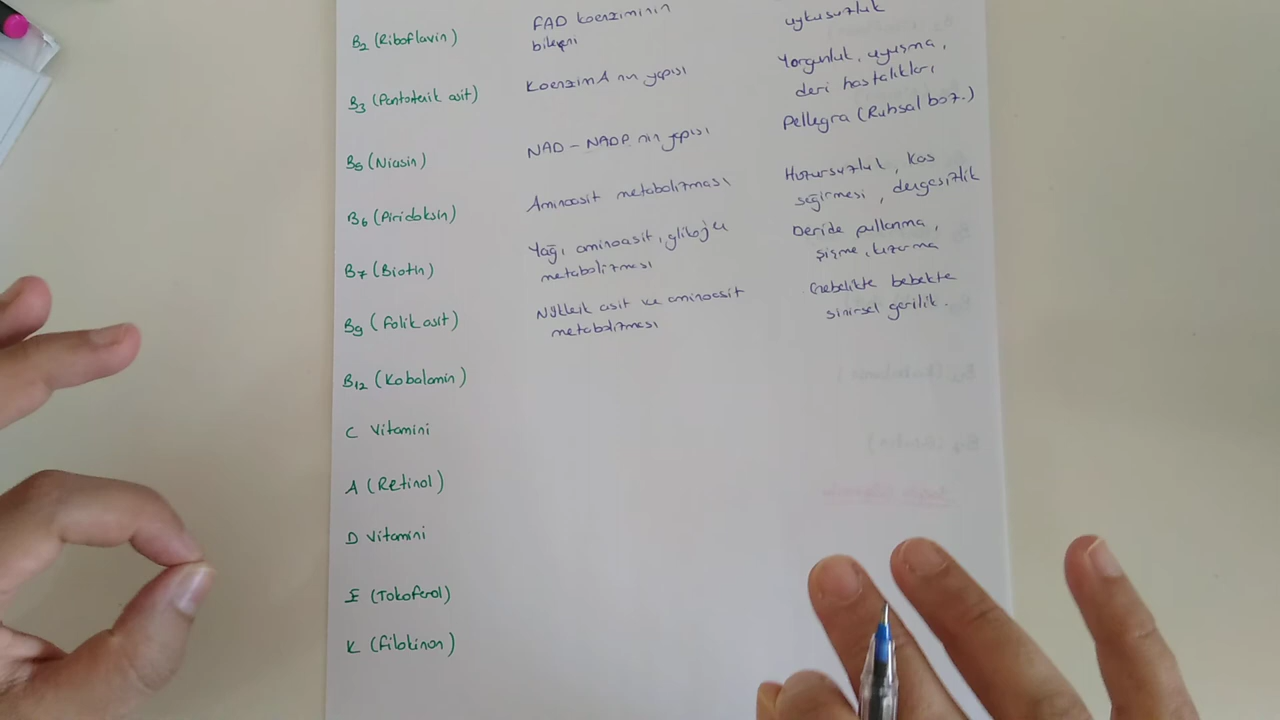 B2 (Riboflavin)
FAD koenziminin
bileşeni
uykusuzluk
B3 (Pantotenik asit)
KoenzimA nın yapısı
Yorgunluk, uyuşma,
deri hastalıkları
B5 (Niasin)
NAD - NADP nin yapısı
Pellegra (Ruhsal boz.)
B6 (Piridoksin)
Aminoasit metabolizması
Huzursuzluk, kas
seğirmesi, dengesizlik
B7 (Biotin)
Yağ, aminoasit, glikojen
metabolizması
Deride pullanma,
şişme, kızarma
B9 (Folik asit)
Nükleik asit ve aminoasit
metabolizması
Gebelikte bebekte
sinirsel gerilik.
B12 (Kobalamin)
C Vitamini
A (Retinol)
D Vitamini
E (Tokoferol)
K (Filokinon)